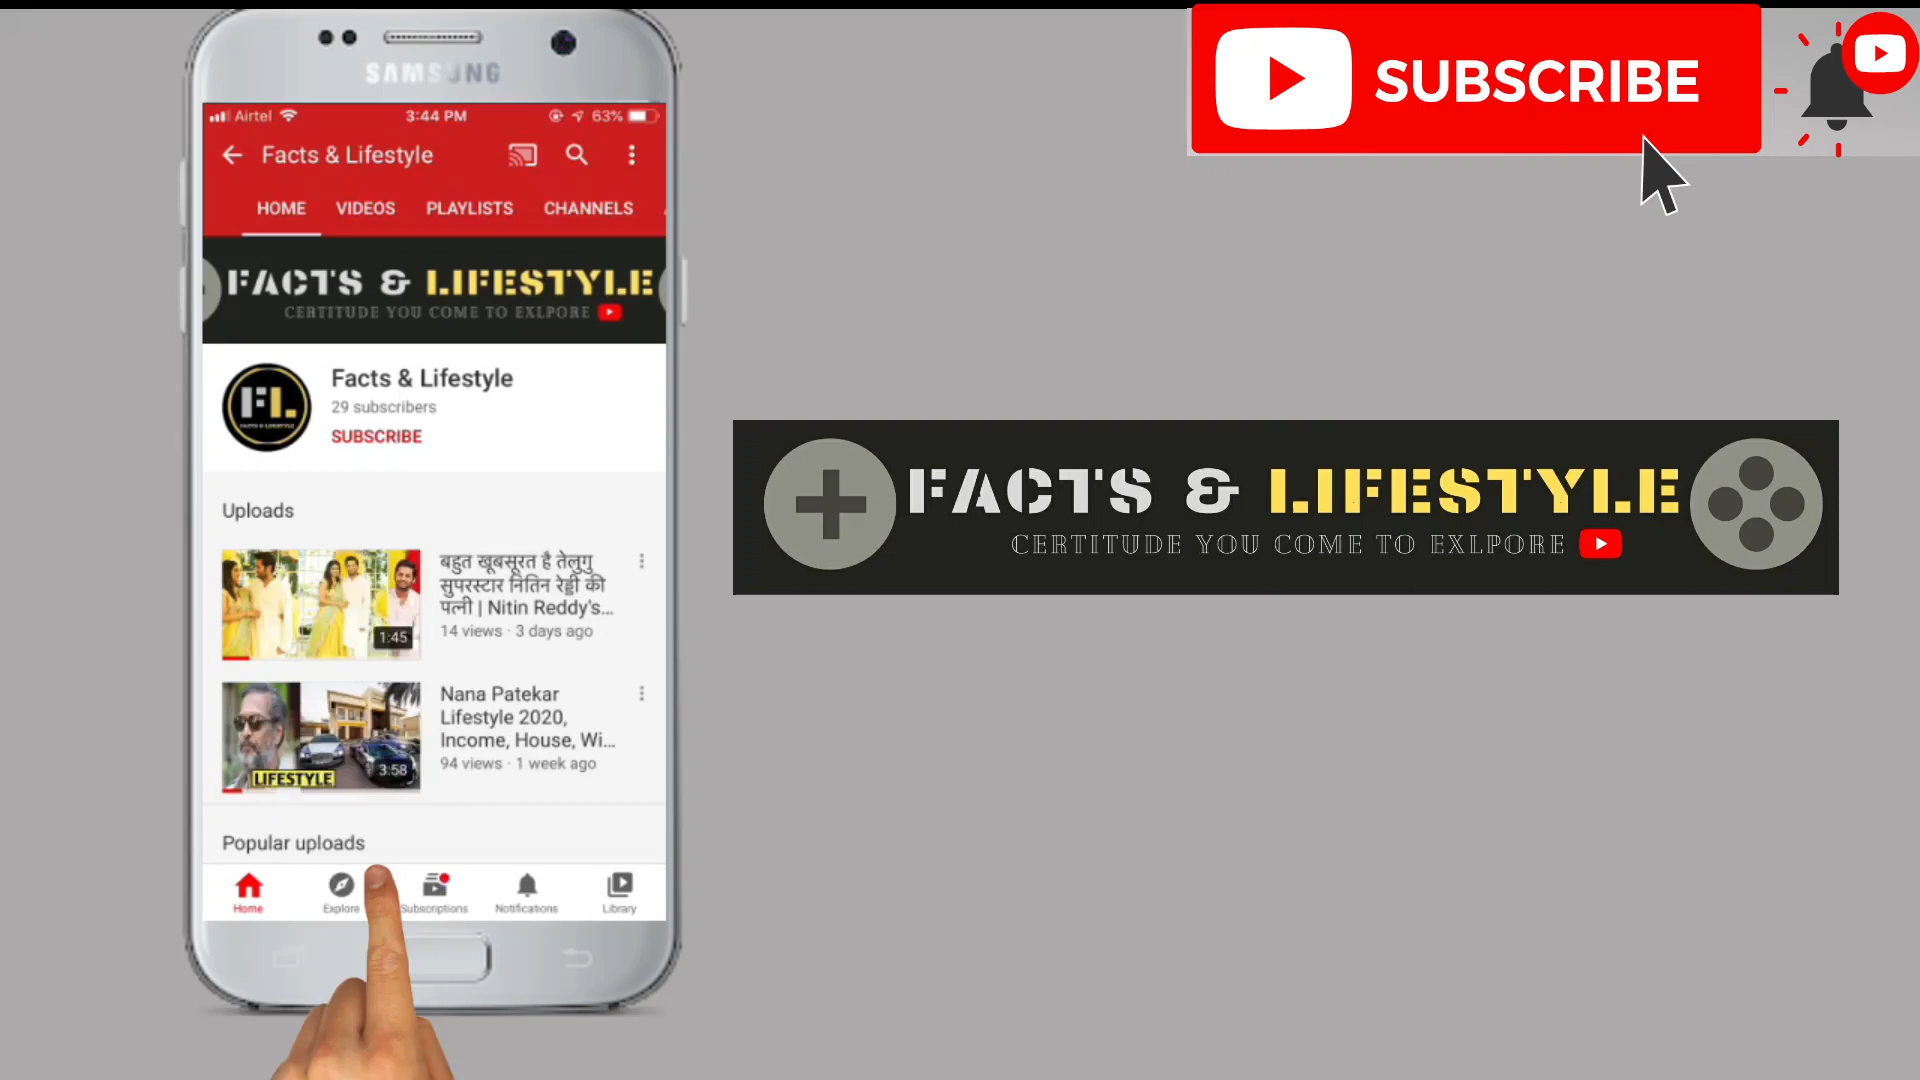 SAMSUNG
Airtel 3:44 PM 63%
Facts & Lifestyle
HOME VIDEOS PLAYLISTS CHANNELS
FACTS & LIFESTYLE
CERTITUDE YOU COME TO EXLPORE
FL
Facts & Lifestyle
29 subscribers
SUBSCRIBE
Uploads
1:45
बहुत खूबसूरत है तेलुगु
सुपरस्टार नितिन रेड्डी की
पत्नी | Nitin Reddy's...
14 views · 3 days ago
LIFESTYLE
3:58
Nana Patekar
Lifestyle 2020,
Income, House, Wi...
94 views · 1 week ago
Popular uploads
Home Explore Subscriptions Notifications Library
SUBSCRIBE
FACTS & LIFESTYLE
CERTITUDE YOU COME TO EXLPORE